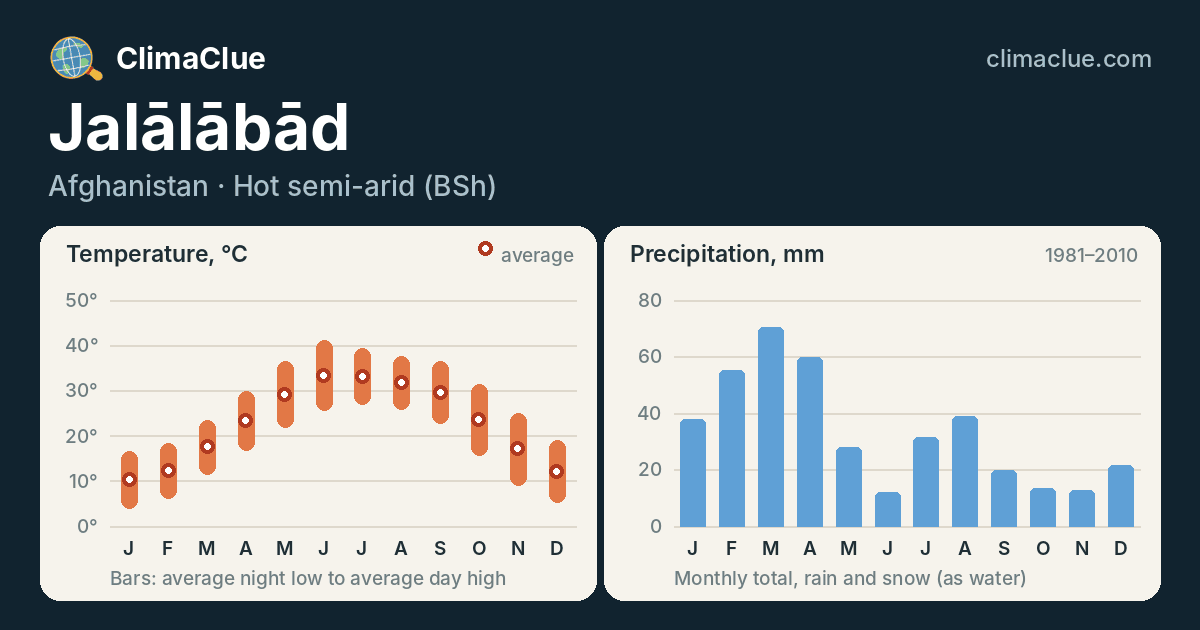 ClimaClue
climaclue.com
Jalālābād
Afghanistan · Hot semi-arid (BSh)
Temperature, °C
average
50°
40°
30°
20°
10°
0°
J F M A M J J A S O N D
Bars: average night low to average day high
Precipitation, mm
1981–2010
80
60
40
20
0
J F M A M J J A S O N D
Monthly total, rain and snow (as water)